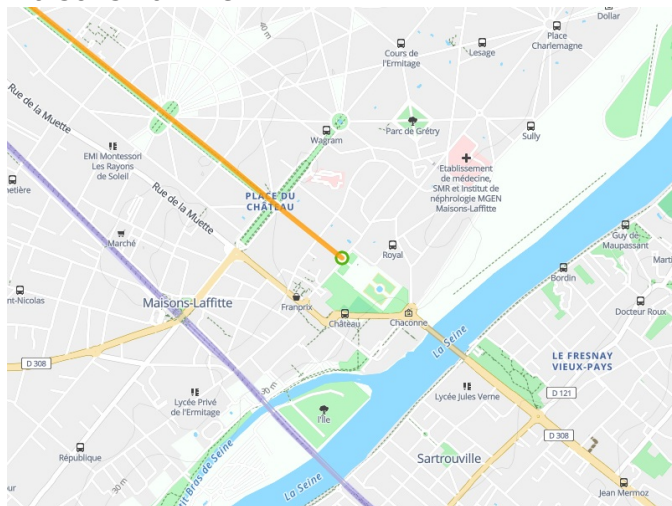 Dollar
Cours de
l'Ermitage
Lesage
Place
Charlemagne
40 m
Rue de la Muette
Wagram
Parc de Grétry
Sully
EMI Montessori
Les Rayons
de Soleil
Etablissement
de médecine,
SMR et Institut de
néphrologie MGEN
Maisons-Laffitte
Rue de la Muette
PLACE DU
CHÂTEAU
Marché
Royal
Guy de
Maupassant
Bordin
Docteur Roux
Maisons-Laffitte
Franprix
Château
Chaconne
La Seine
D 308
LE FRESNAY
VIEUX-PAYS
30 m
Lycée Privé
de l'Ermitage
l'Île
Lycée Jules Verne
D 121
D 308
République
Bras de Seine
Sartrouville
30 m
La Seine
Jean Mermoz